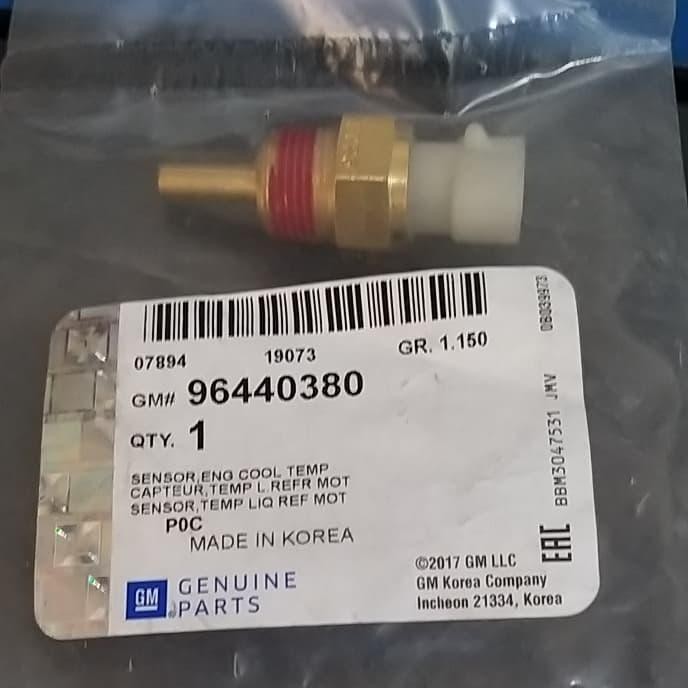 07894 19073 GR. 1.150
GM# 96440380
QTY. 1
SENSOR,ENG COOL TEMP
CAPTEUR,TEMP L REFR MOT
SENSOR,TEMP LIQ REF MOT
P0C
MADE IN KOREA
GM GENUINE
PARTS
©2017 GM LLC
GM Korea Company
Incheon 21334, Korea
EAC BBM3047531 JMV 0B039973